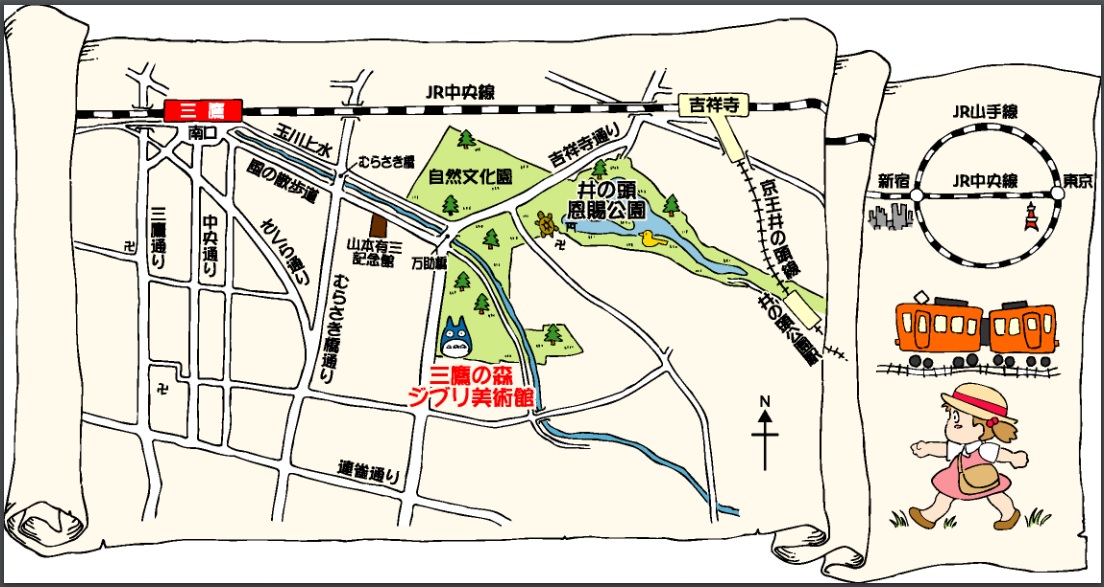 三鷹
南口
JR中央線
吉祥寺
玉川上水
むらさき橋
風の散歩道
吉祥寺通り
自然文化園
井の頭
恩賜公園
三鷹通り
中央通り
むらさき橋通り
山本有三
記念館
万助橋
京王井の頭線
井の頭公園駅
三鷹の森
ジブリ美術館
連雀通り
N
JR山手線
新宿
JR中央線
東京